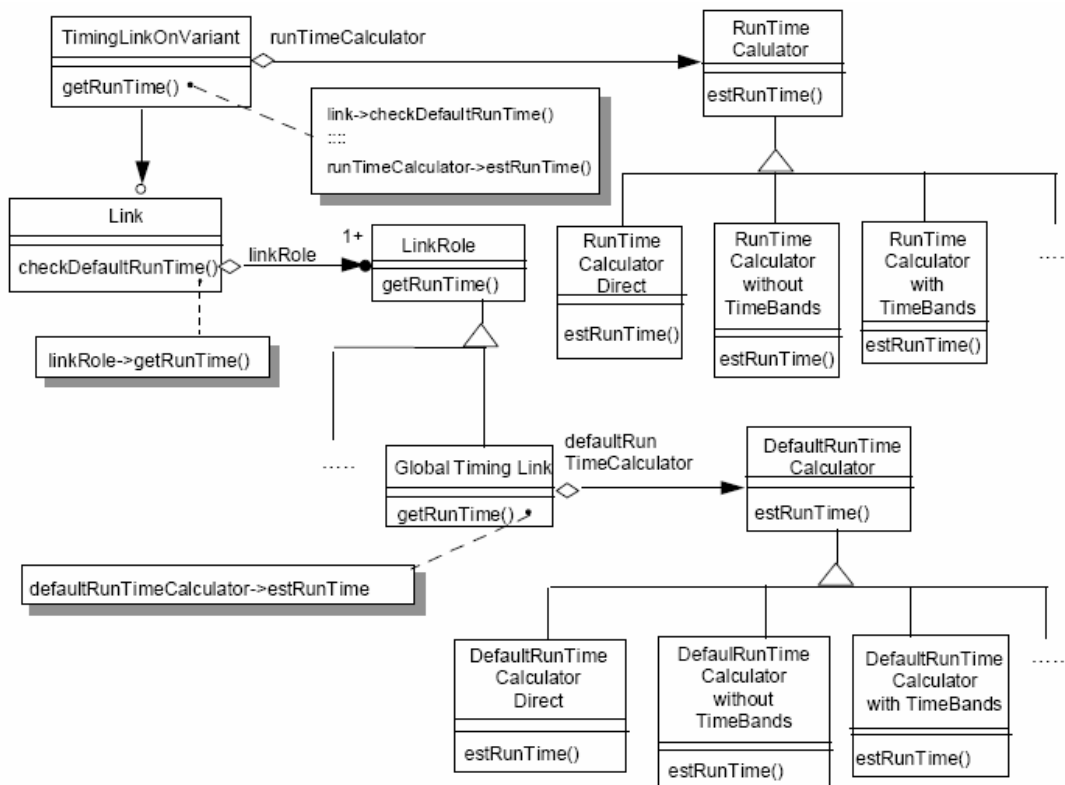 TimingLinkOnVariant
getRunTime()
runTimeCalculator
RunTime
Calulator
estRunTime()
link->checkDefaultRunTime()
:::::
runTimeCalculator->estRunTime()
Link
checkDefaultRunTime()
linkRole
1+
LinkRole
getRunTime()
linkRole->getRunTime()
RunTime
Calculator
Direct
estRunTime()
RunTime
Calculator
without
TimeBands
estRunTime()
RunTime
Calculator
with
TimeBands
estRunTime()
.....
.....
Global Timing Link
getRunTime()
defaultRun
TimeCalculator
DefaultRunTime
Calculator
estRunTime()
defaultRunTimeCalculator->estRunTime
DefaultRunTime
Calculator
Direct
estRunTime()
DefaulRunTime
Calculator
without
TimeBands
estRunTime()
DefaultRunTime
Calculator
with TimeBands
estRunTime()
.....